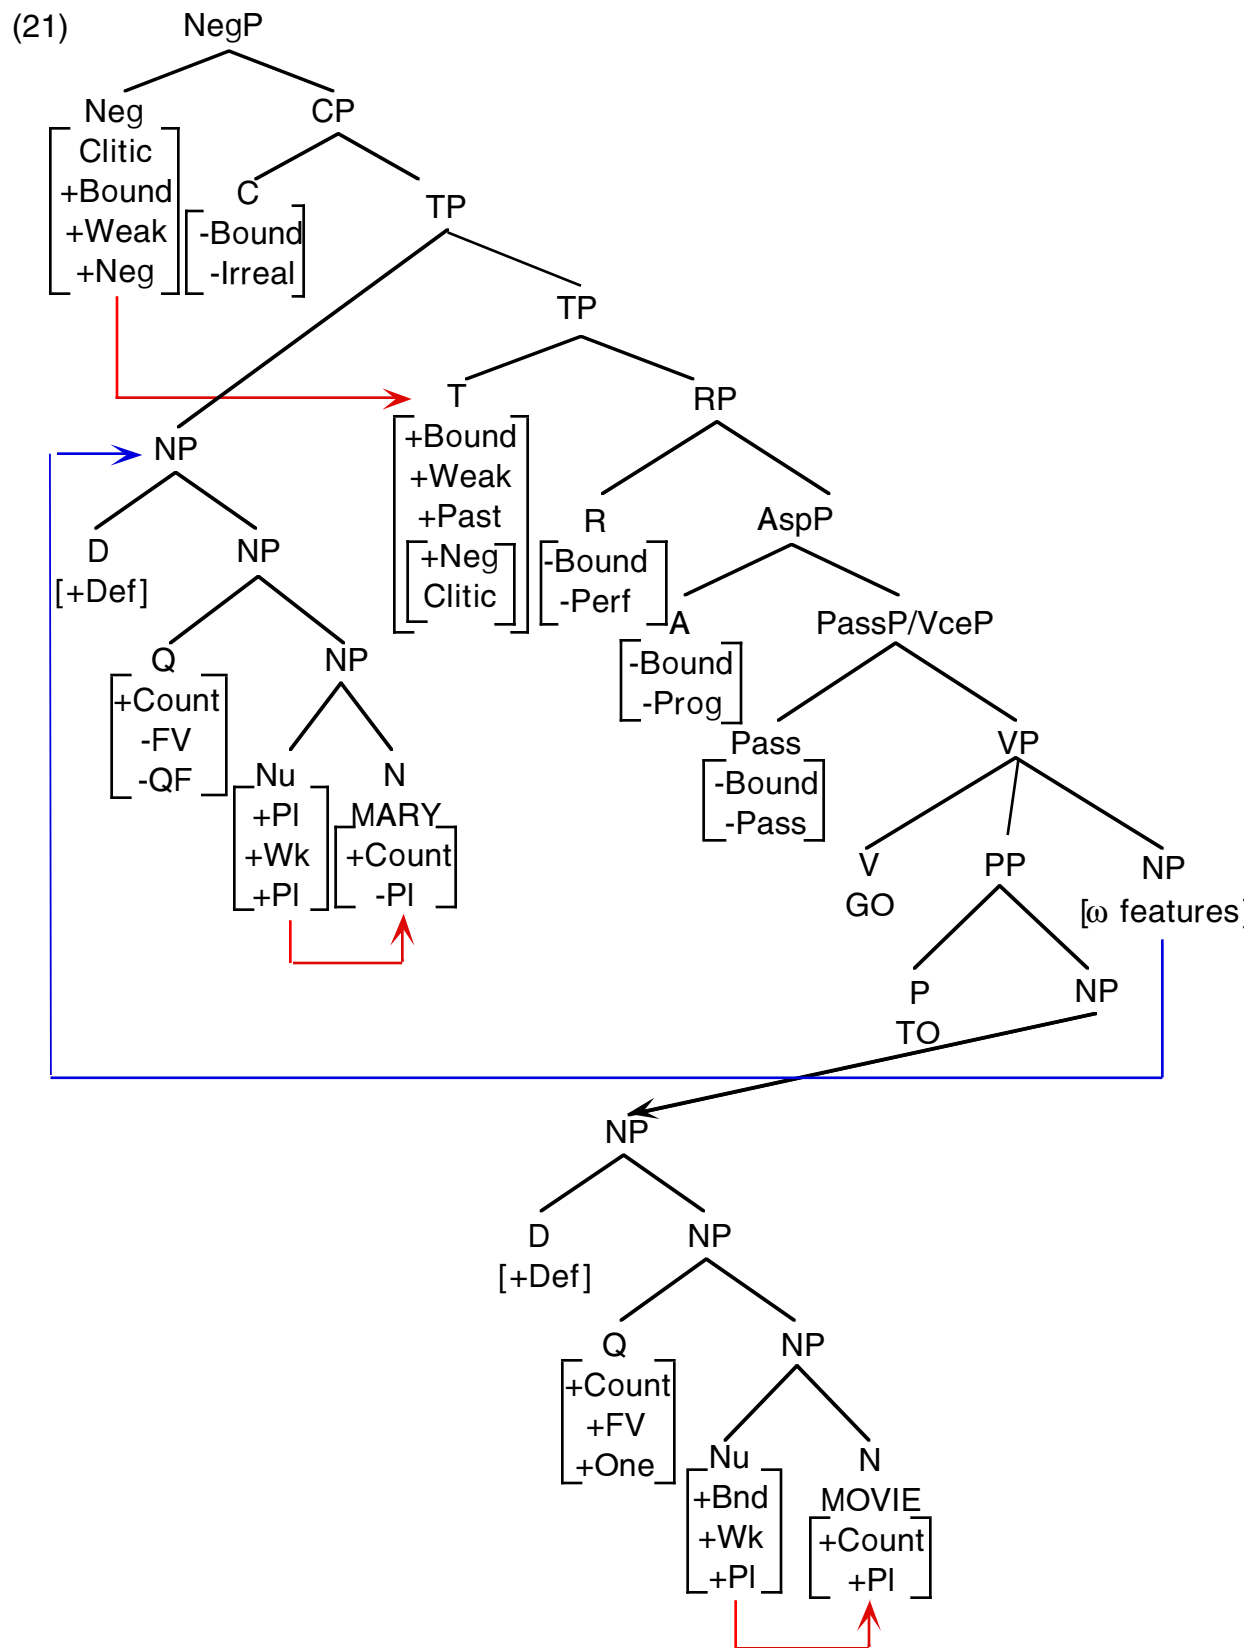 (21) NegP
Neg CP
Clitic
+Bound
+Weak
+Neg
C TP
-Bound
-Irreal
TP
T RP
+Bound
+Weak
+Past
+Neg
Clitic
NP
D NP
[+Def]
R AspP
-Bound
-Perf
Q NP
+Count
-FV
-QF
A PassP/VceP
-Bound
-Prog
Nu N
+Pl MARY
+Wk +Count
+Pl -Pl
Pass VP
-Bound
-Pass
V PP NP
GO [ω features]
P NP
TO
NP
D NP
[+Def]
Q NP
+Count
+FV
+One
Nu N
+Bnd MOVIE
+Wk +Count
+Pl +Pl